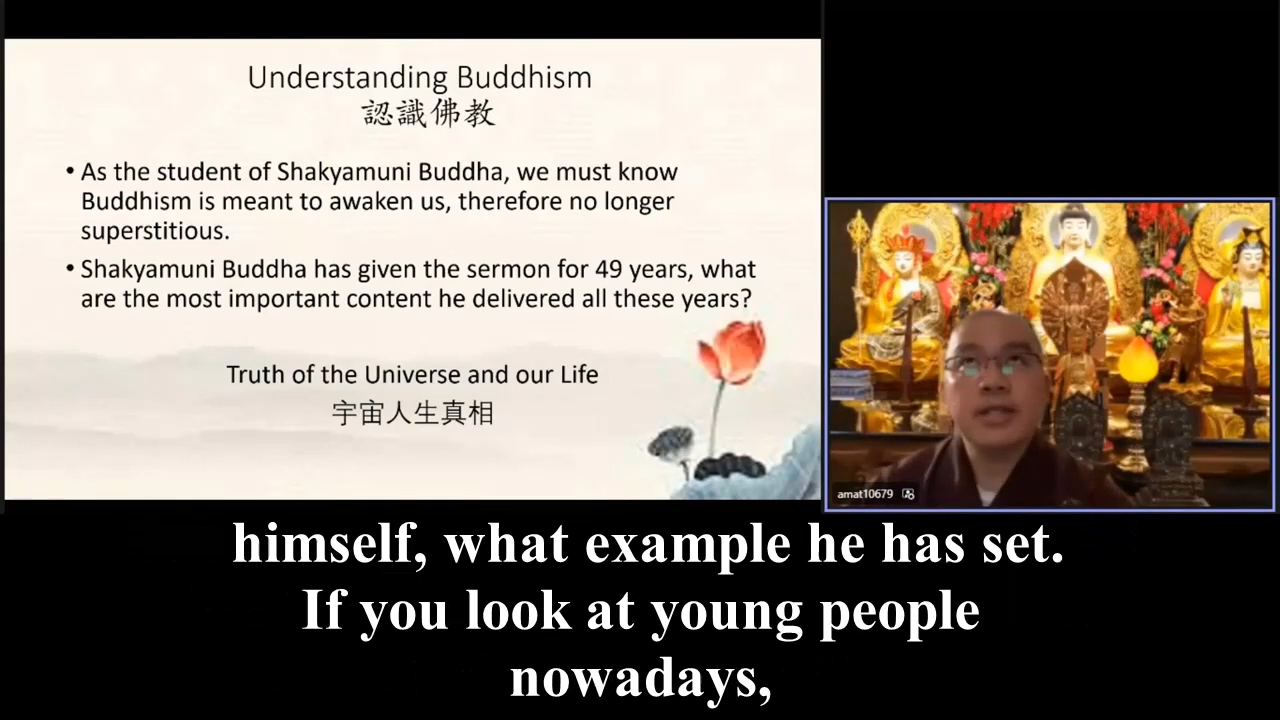 Understanding Buddhism
認識佛教
• As the student of Shakyamuni Buddha, we must know
Buddhism is meant to awaken us, therefore no longer
superstitious.
• Shakyamuni Buddha has given the sermon for 49 years, what
are the most important content he delivered all these years?
Truth of the Universe and our Life
宇宙人生真相
amat10679
himself, what example he has set.
If you look at young people
nowadays,